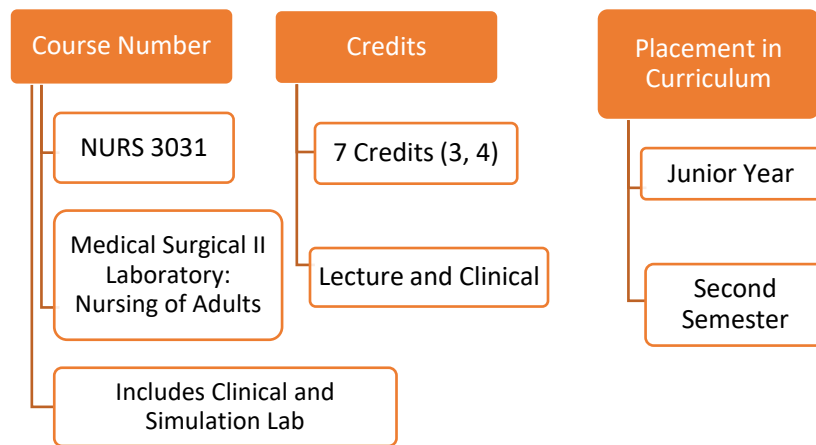 Course Number
NURS 3031
Medical Surgical II
Laboratory:
Nursing of Adults
Includes Clinical and
Simulation Lab
Credits
7 Credits (3, 4)
Lecture and Clinical
Placement in
Curriculum
Junior Year
Second
Semester